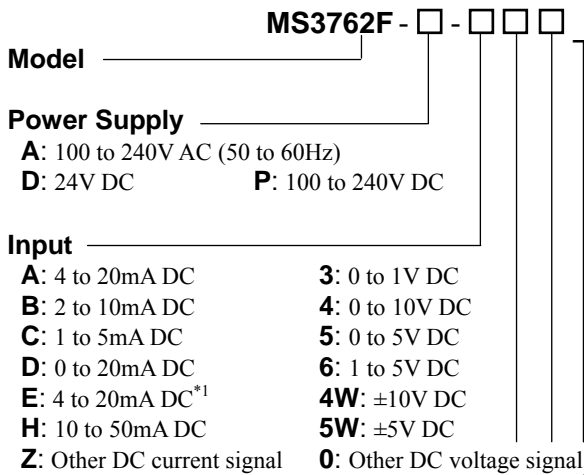 MS3762F - □ - □ □ □
Model
Power Supply
A: 100 to 240V AC (50 to 60Hz)
D: 24V DC P: 100 to 240V DC
Input
A: 4 to 20mA DC 3: 0 to 1V DC
B: 2 to 10mA DC 4: 0 to 10V DC
C: 1 to 5mA DC 5: 0 to 5V DC
D: 0 to 20mA DC 6: 1 to 5V DC
E: 4 to 20mA DC*1 4W: ±10V DC
H: 10 to 50mA DC 5W: ±5V DC
Z: Other DC current signal 0: Other DC voltage signal